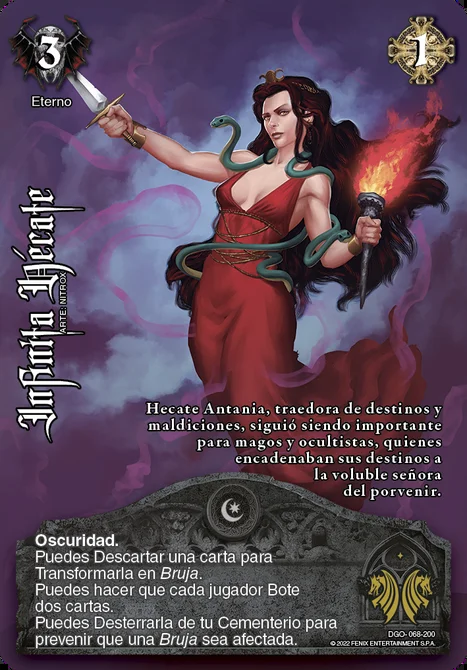 3
1
Eterno
Infinita Hécate
ARTE: NITROX
Hecate Antania, traedora de destinos y
maldiciones, siguió siendo importante
para magos y ocultistas, quienes
encadenaban sus destinos a
la voluble señora
del porvenir.
Oscuridad.
Puedes Descartar una carta para
Transformarla en Bruja.
Puedes hacer que cada jugador Bote
dos cartas.
Puedes Desterrarla de tu Cementerio para
prevenir que una Bruja sea afectada.
DGO- 068-200
© 2022 FENIX ENTERTAINMENT S.P.A.